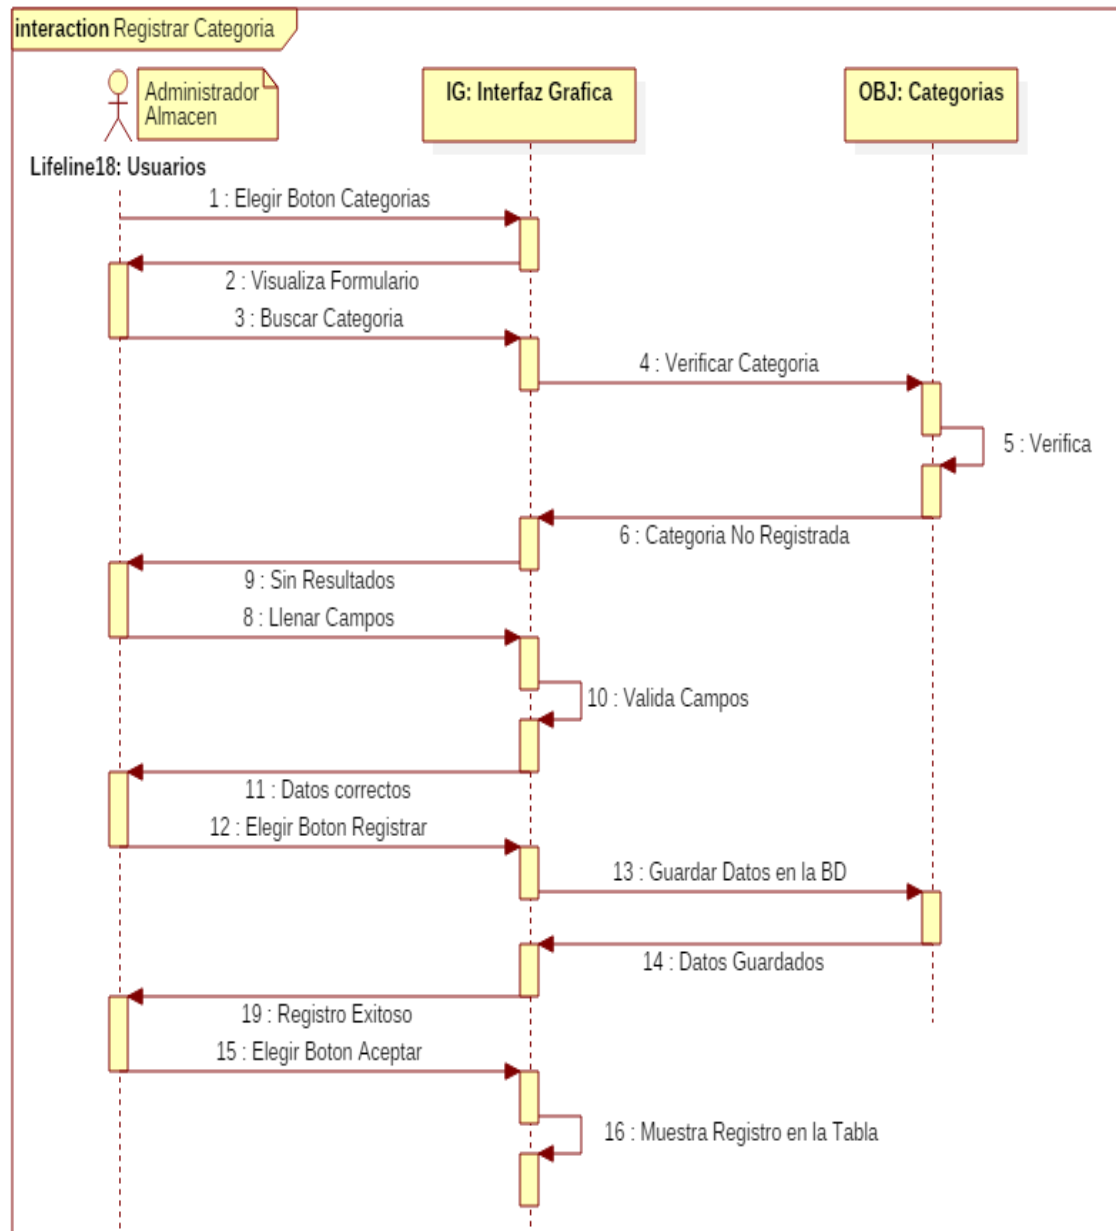 interaction Registrar Categoria
Administrador
Almacen
IG: Interfaz Grafica
OBJ: Categorias
Lifeline18: Usuarios
1 : Elegir Boton Categorias
2 : Visualiza Formulario
3 : Buscar Categoria
4 : Verificar Categoria
5 : Verifica
6 : Categoria No Registrada
9 : Sin Resultados
8 : Llenar Campos
10 : Valida Campos
11 : Datos correctos
12 : Elegir Boton Registrar
13 : Guardar Datos en la BD
14 : Datos Guardados
19 : Registro Exitoso
15 : Elegir Boton Aceptar
16 : Muestra Registro en la Tabla